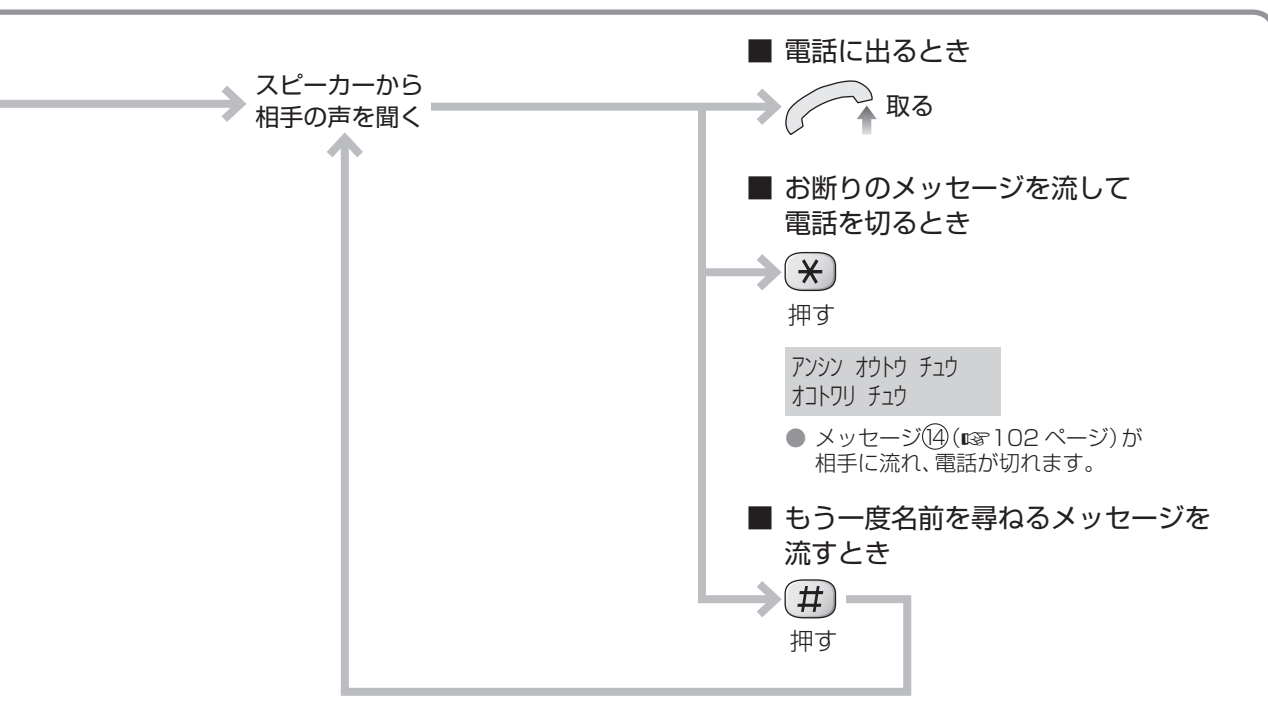 スピーカーから
相手の声を聞く
■ 電話に出るとき
取る
■ お断りのメッセージを流して
電話を切るとき
＊
押す
ｱﾝｼﾝ ｵｳﾄｳ ﾁｭｳ
ｵｺﾄﾜﾘ ﾁｭｳ
● メッセージ⑭(☞102 ページ)が
相手に流れ、電話が切れます。
■ もう一度名前を尋ねるメッセージを
流すとき
#
押す